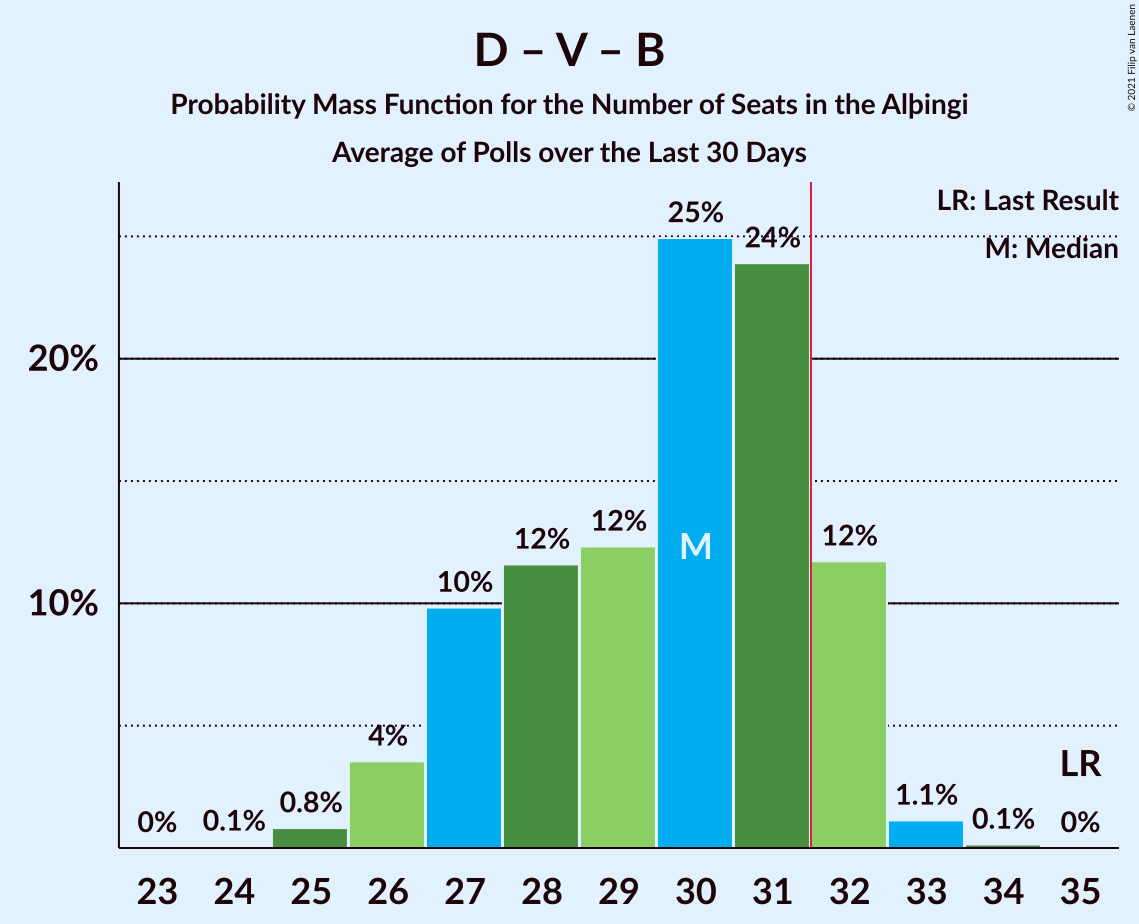 D – V – B
Probability Mass Function for the Number of Seats in the Alþingi
Average of Polls over the Last 30 Days
© 2021 Filip van Laenen
LR: Last Result
M: Median
20%
10%
0%
0.1%
0.8%
4%
10%
12%
12%
25%
24%
12%
1.1%
0.1%
0%
M
LR
23 24 25 26 27 28 29 30 31 32 33 34 35